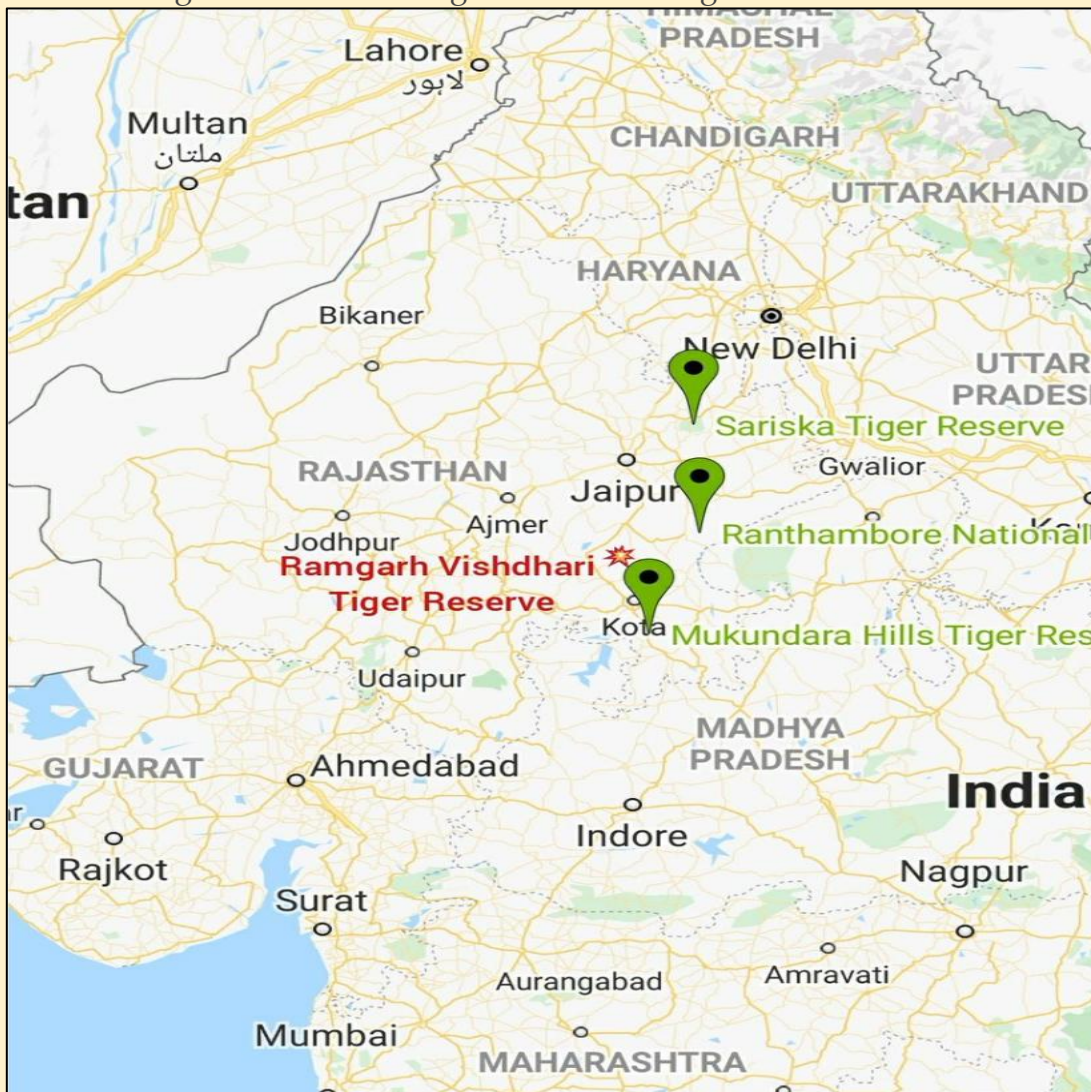 PRADESH
Lahore
لاہور
Multan
ملتان
CHANDIGARH
tan
UTTARAKHAND
HARYANA
Bikaner
New Delhi
UTTAR
PRADES
Sariska Tiger Reserve
RAJASTHAN
Gwalior
Jaipur
Ajmer
Jodhpur
Ranthambore National
Ramgarh Vishdhari
Tiger Reserve
Kota
Mukundara Hills Tiger Res
Udaipur
MADHYA
PRADESH
GUJARAT
Ahmedabad
India
Indore
Rajkot
Nagpur
Surat
Aurangabad
Amravati
Mumbai
MAHARASHTRA